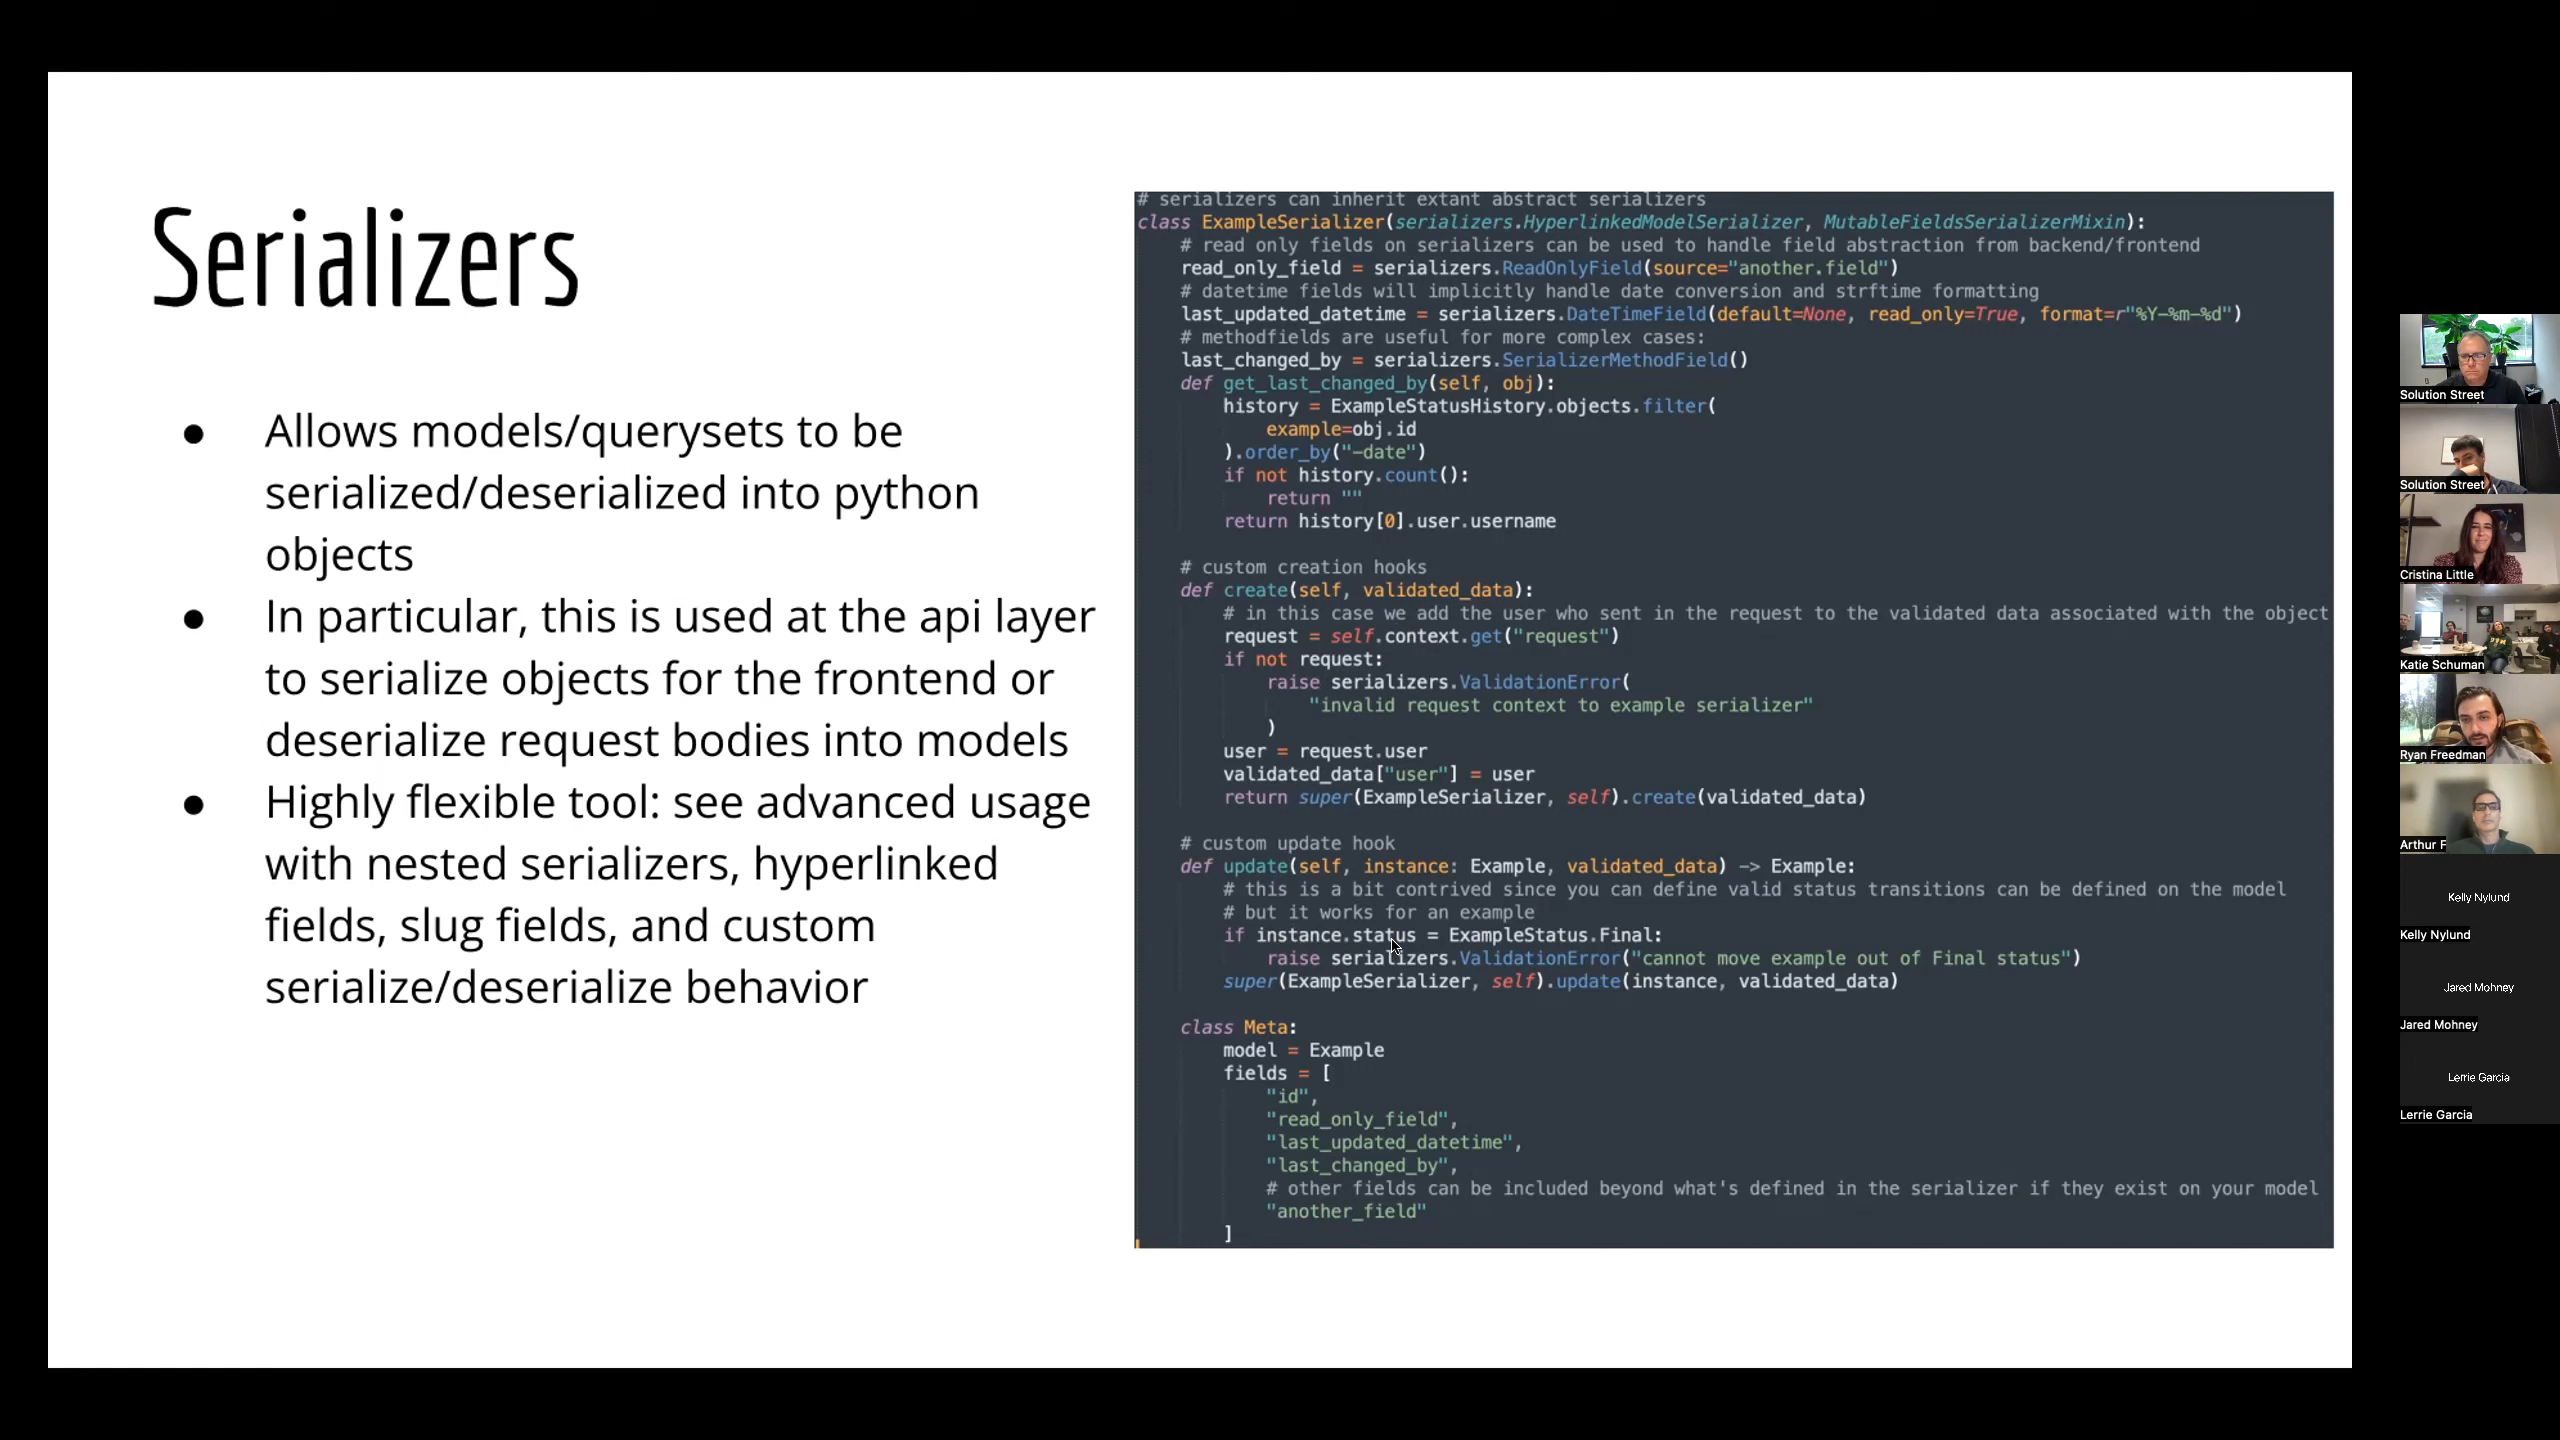 Serializers
● Allows models/querysets to be
serialized/deserialized into python
objects
● In particular, this is used at the api layer
to serialize objects for the frontend or
deserialize request bodies into models
● Highly flexible tool: see advanced usage
with nested serializers, hyperlinked
fields, slug fields, and custom
serialize/deserialize behavior
# serializers can inherit extant abstract serializers
class ExampleSerializer(serializers.HyperlinkedModelSerializer, MutableFieldsSerializerMixin):
    # read only fields on serializers can be used to handle field abstraction from backend/frontend
    read_only_field = serializers.ReadOnlyField(source="another.field")
    # datetime fields will implicitly handle date conversion and strftime formatting
    last_updated_datetime = serializers.DateTimeField(default=None, read_only=True, format=r"%Y-%m-%d")
    # methodfields are useful for more complex cases:
    last_changed_by = serializers.SerializerMethodField()
    def get_last_changed_by(self, obj):
        history = ExampleStatusHistory.objects.filter(
            example=obj.id
        ).order_by("-date")
        if not history.count():
            return ""
        return history[0].user.username
    # custom creation hooks
    def create(self, validated_data):
        # in this case we add the user who sent in the request to the validated data associated with the object
        request = self.context.get("request")
        if not request:
            raise serializers.ValidationError(
                "invalid request context to example serializer"
            )
        user = request.user
        validated_data["user"] = user
        return super(ExampleSerializer, self).create(validated_data)
    # custom update hook
    def update(self, instance: Example, validated_data) -> Example:
        # this is a bit contrived since you can define valid status transitions can be defined on the model
        # but it works for an example
        if instance.status = ExampleStatus.Final:
            raise serializers.ValidationError("cannot move example out of Final status")
        super(ExampleSerializer, self).update(instance, validated_data)
    class Meta:
        model = Example
        fields = [
            "id",
            "read_only_field",
            "last_updated_datetime",
            "last_changed_by",
            # other fields can be included beyond what's defined in the serializer if they exist on your model
            "another_field"
        ]
Solution Street
Solution Street
Cristina Little
Katie Schuman
Ryan Freedman
Arthur F
Kelly Nylund
Kelly Nylund
Jared Mohney
Jared Mohney
Lerrie Garcia
Lerrie Garcia